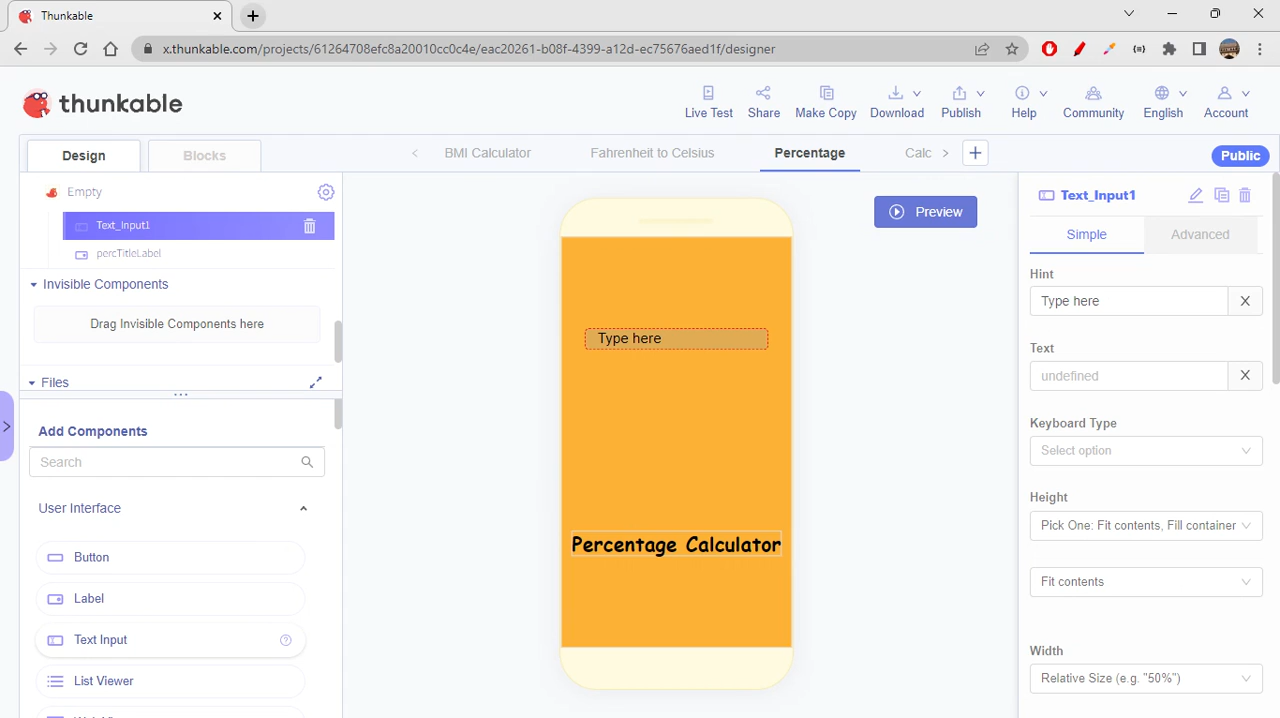 Thunkable
x.thunkable.com/projects/61264708efc8a20010cc0c4e/eac20261-b08f-4399-a12d-ec75676aed1f/designer
thunkable
Live Test
Share
Make Copy
Download
Publish
Help
Community
English
Account
Design
Blocks
BMI Calculator
Fahrenheit to Celsius
Percentage
Calc
Public
Empty
Text_Input1
percTitleLabel
Invisible Components
Drag Invisible Components here
Files
Add Components
Search
User Interface
Button
Label
Text Input
List Viewer
Preview
Type here
Percentage Calculator
Text_Input1
Simple
Advanced
Hint
Type here
X
Text
undefined
X
Keyboard Type
Select option
Height
Pick One: Fit contents, Fill container
Fit contents
Width
Relative Size (e.g. "50%")